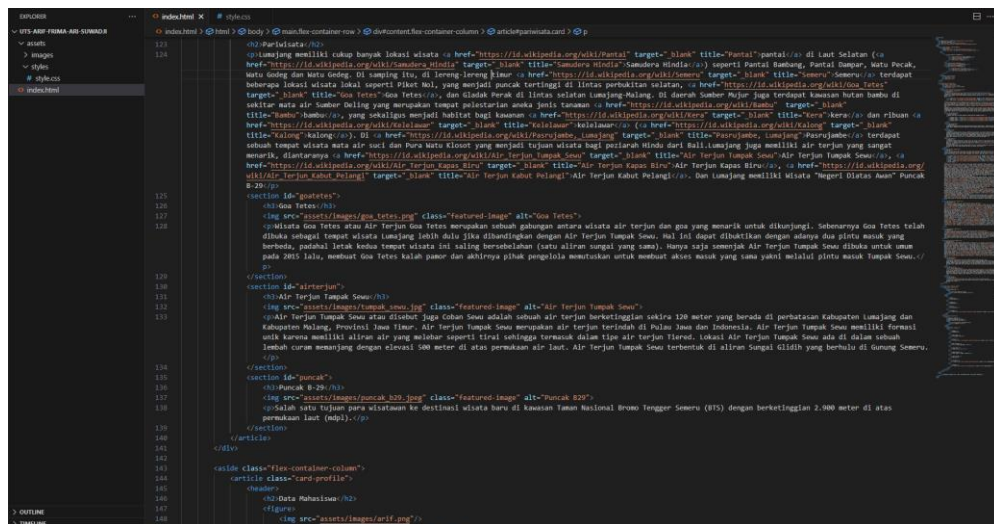 EXPLORER ...
index.html X # style.css
UTS-ARIF-FRIMA-ARI-SUWADJI
index.html > html > body > main.flex-container-row > div#content.flex-container-column > article#pariwisata.card > p
assets
images
styles
# style.css
index.html
123 <h2>Pariwisata</h2>
124 <p>Lumajang memiliki cukup banyak lokasi wisata <a href="https://id.wikipedia.org/wiki/Pantai" target="_blank" title="Pantai">pantai</a> di Laut Selatan (<a
href="https://id.wikipedia.org/wiki/Samudera_Hindia" target="_blank" title="Samudera Hindia">Samudera Hindia</a>) seperti Pantai Bambang, Pantai Dampar, Watu Pecak,
Watu Godeg dan Watu Gedeg. Di samping itu, di lereng-lereng timur <a href="https://id.wikipedia.org/wiki/Semeru" target="_blank" title="Semeru">Semeru</a> terdapat
beberapa lokasi wisata lokal seperti Piket Nol, yang menjadi puncak tertinggi di lintas perbukitan selatan, <a href="https://id.wikipedia.org/wiki/Goa_Tetes"
target="_blank" title="Goa Tetes">Goa Tetes</a>, dan Gladak Perak di lintas selatan Lumajang-Malang. Di daerah Sumber Mujur juga terdapat kawasan hutan bambu di
sekitar mata air Sumber Deling yang merupakan tempat pelestarian aneka jenis tanaman <a href="https://id.wikipedia.org/wiki/Bambu" target="_blank"
title="Bambu">bambu</a>, yang sekaligus menjadi habitat bagi kawanan <a href="https://id.wikipedia.org/wiki/Kera" target="_blank" title="Kera">kera</a> dan ribuan <a
href="https://id.wikipedia.org/wiki/Kelelawar" target="_blank" title="Kelelawar">kelelawar</a> (<a href="https://id.wikipedia.org/wiki/Kalong" target="_blank"
title="Kalong">kalong</a>). Di <a href="https://id.wikipedia.org/wiki/Pasrujambe,_Lumajang" target="_blank" title="Pasrujambe, Lumajang">Pasrujambe</a> terdapat
sebuah tempat wisata mata air suci dan Pura Watu Klosot yang menjadi tujuan wisata bagi peziarah Hindu dari Bali.Lumajang juga memiliki air terjun yang sangat
menarik, diantaranya <a href="https://id.wikipedia.org/wiki/Air_Terjun_Tumpak_Sewu" target="_blank" title="Air Terjun Tumpak Sewu">Air Terjun Tumpak Sewu</a>, <a
href="https://id.wikipedia.org/wiki/Air_Terjun_Kapas_Biru" target="_blank" title="Air Terjun Kapas Biru">Air Terjun Kapas Biru</a>, <a href="https://id.wikipedia.org/
wiki/Air_Terjun_Kabut_Pelangi" target="_blank" title="Air Terjun Kabut Pelangi">Air Terjun Kabut Pelangi</a>. Dan Lumajang memiliki Wisata "Negeri Diatas Awan" Puncak
B-29</p>
125 <section id="goatetes">
126 <h3>Goa Tetes</h3>
127 <img src="assets/images/goa_tetes.png" class="featured-image" alt="Goa Tetes">
128 <p>Wisata Goa Tetes atau Air Terjun Goa Tetes merupakan sebuah gabungan antara wisata air terjun dan goa yang menarik untuk dikunjungi. Sebenarnya Goa Tetes telah
dibuka sebagai tempat wisata Lumajang lebih dulu jika dibandingkan dengan Air Terjun Tumpak Sewu. Hal ini dapat dibuktikan dengan adanya dua pintu masuk yang
berbeda, padahal letak kedua tempat wisata ini saling bersebelahan (satu aliran sungai yang sama). Hanya saja semenjak Air Terjun Tumpak Sewu dibuka untuk umum
pada 2015 lalu, membuat Goa Tetes kalah pamor dan akhirnya pihak pengelola memutuskan untuk membuat akses masuk yang sama yakni melalui pintu masuk Tumpak Sewu.</
p>
129 </section>
130 <section id="airterjun">
131 <h3>Air Terjun Tampak Sewu</h3>
132 <img src="assets/images/tumpak_sewu.jpg" class="featured-image" alt="Air Terjun Tumpak Sewu">
133 <p>Air Terjun Tumpak Sewu atau disebut juga Coban Sewu adalah sebuah air terjun berketinggian sekira 120 meter yang berada di perbatasan Kabupaten Lumajang dan
Kabupaten Malang, Provinsi Jawa Timur. Air Terjun Tumpak Sewu merupakan air terjun terindah di Pulau Jawa dan Indonesia. Air Terjun Tumpak Sewu memiliki formasi
unik karena memiliki aliran air yang melebar seperti tirai sehingga termasuk dalam tipe air terjun Tiered. Lokasi Air Terjun Tumpak Sewu ada di dalam sebuah
lembah curam memanjang dengan elevasi 500 meter di atas permukaan air laut. Air Terjun Tumpak Sewu terbentuk di aliran Sungai Glidih yang berhulu di Gunung Semeru.
</p>
134 </section>
135 <section id="puncak">
136 <h3>Puncak B-29</h3>
137 <img src="assets/images/puncak_b29.jpeg" class="featured-image" alt="Puncak B29">
138 <p>Salah satu tujuan para wisatawan ke destinasi wisata baru di kawasan Taman Nasional Bromo Tengger Semeru (BTS) dengan berketinggian 2.900 meter di atas
permukaan laut (mdpl).</p>
139 </section>
140 </article>
141 </div>
142
143 <aside class="flex-container-column">
144 <article class="card-profile">
145 <header>
146 <h2>Data Mahasiswa</h2>
147 <figure>
148 <img src="assets/images/arif.png"/>
OUTLINE
TIMELINE